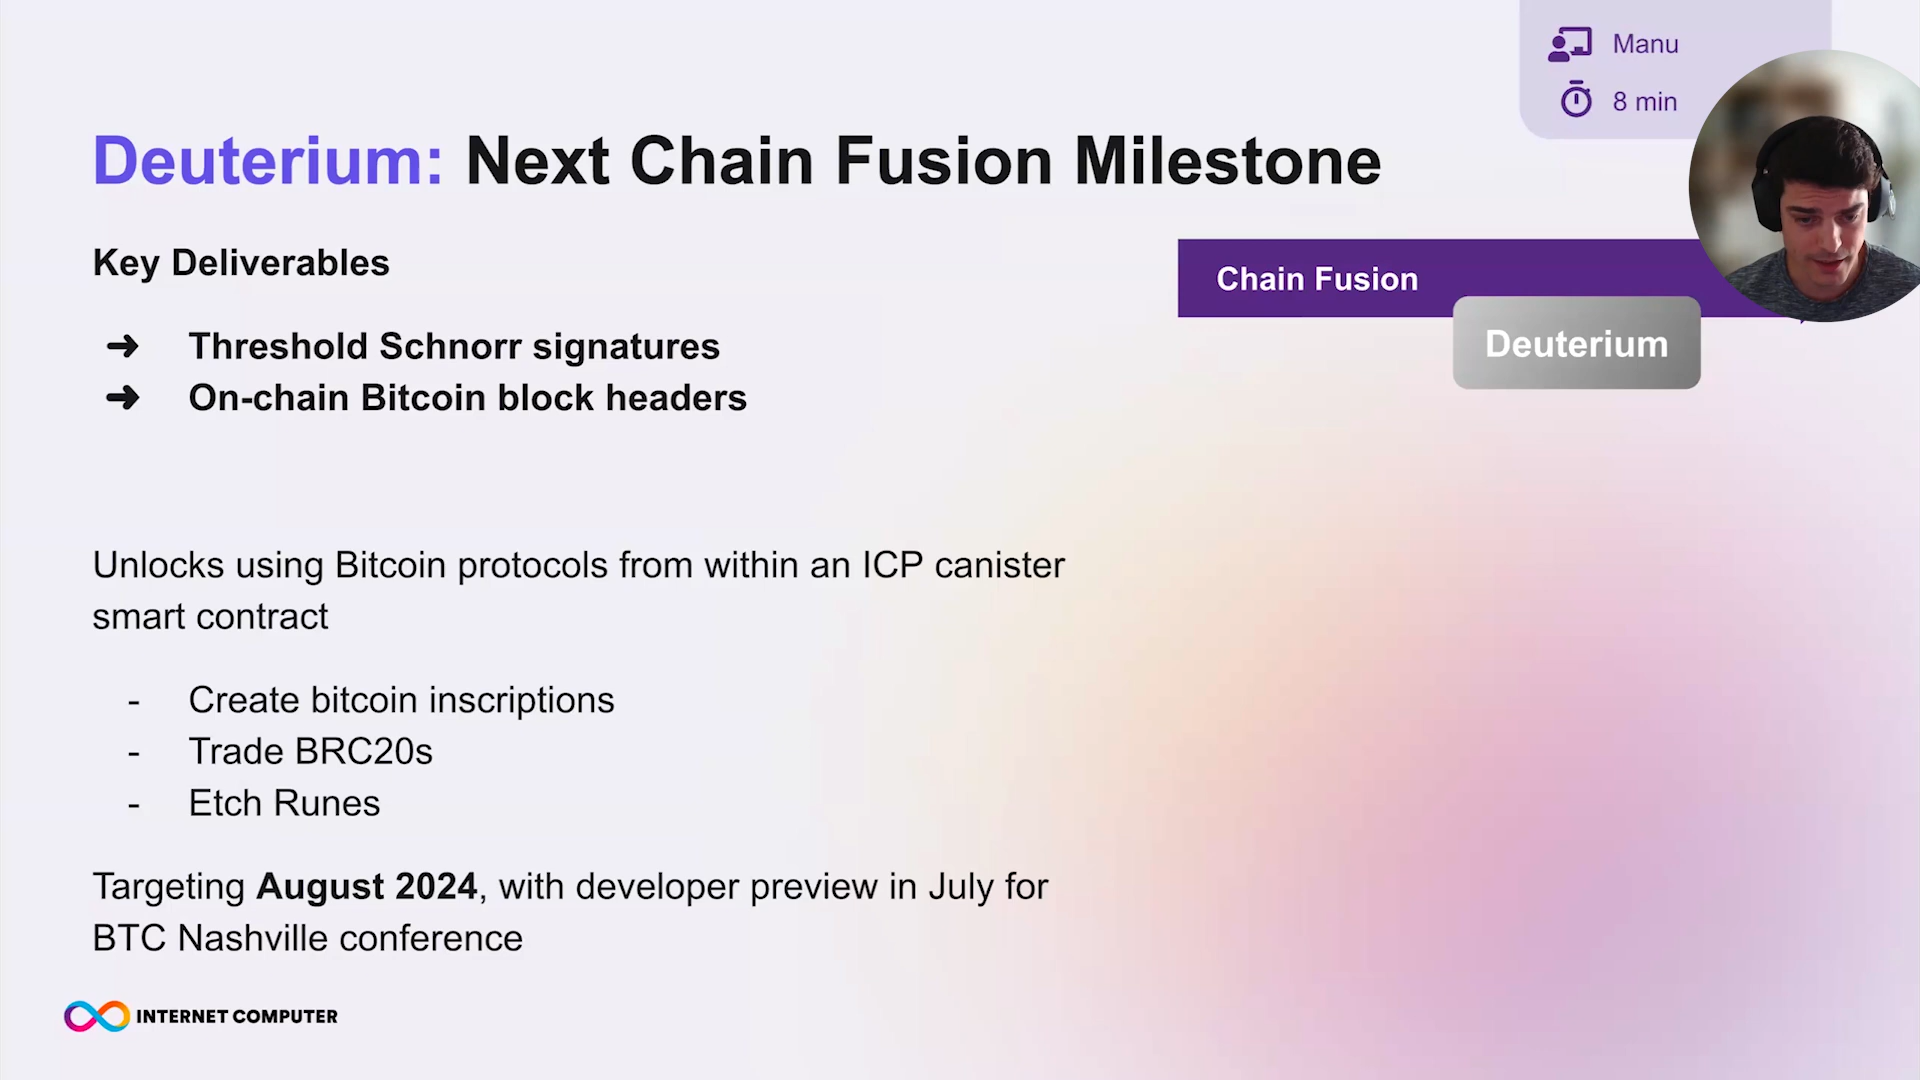 Manu
8 min
Deuterium: Next Chain Fusion Milestone
Key Deliverables
➜ Threshold Schnorr signatures
➜ On-chain Bitcoin block headers
Chain Fusion
Deuterium
Unlocks using Bitcoin protocols from within an ICP canister
smart contract
- Create bitcoin inscriptions
- Trade BRC20s
- Etch Runes
Targeting August 2024, with developer preview in July for
BTC Nashville conference
INTERNET COMPUTER